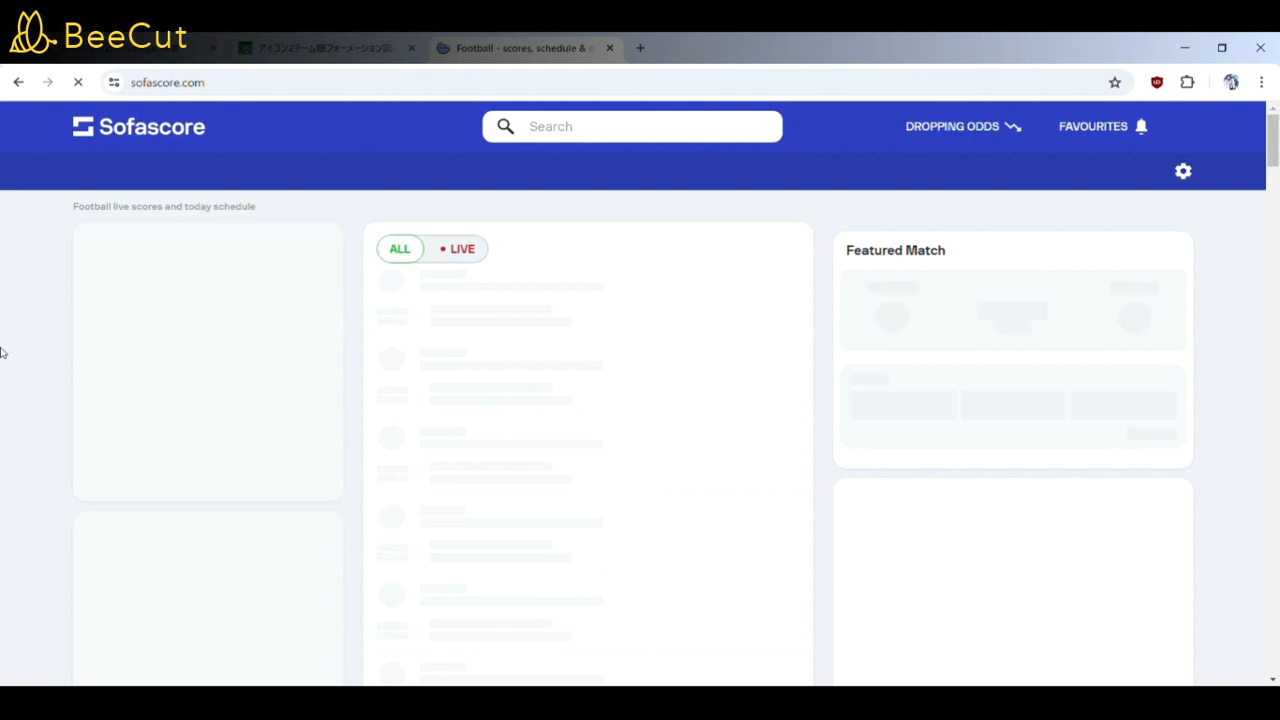 BeeCut
Football - scores, schedule &
sofascore.com
Sofascore
Search
DROPPING ODDS
FAVOURITES
Football live scores and today schedule
ALL
LIVE
Featured Match